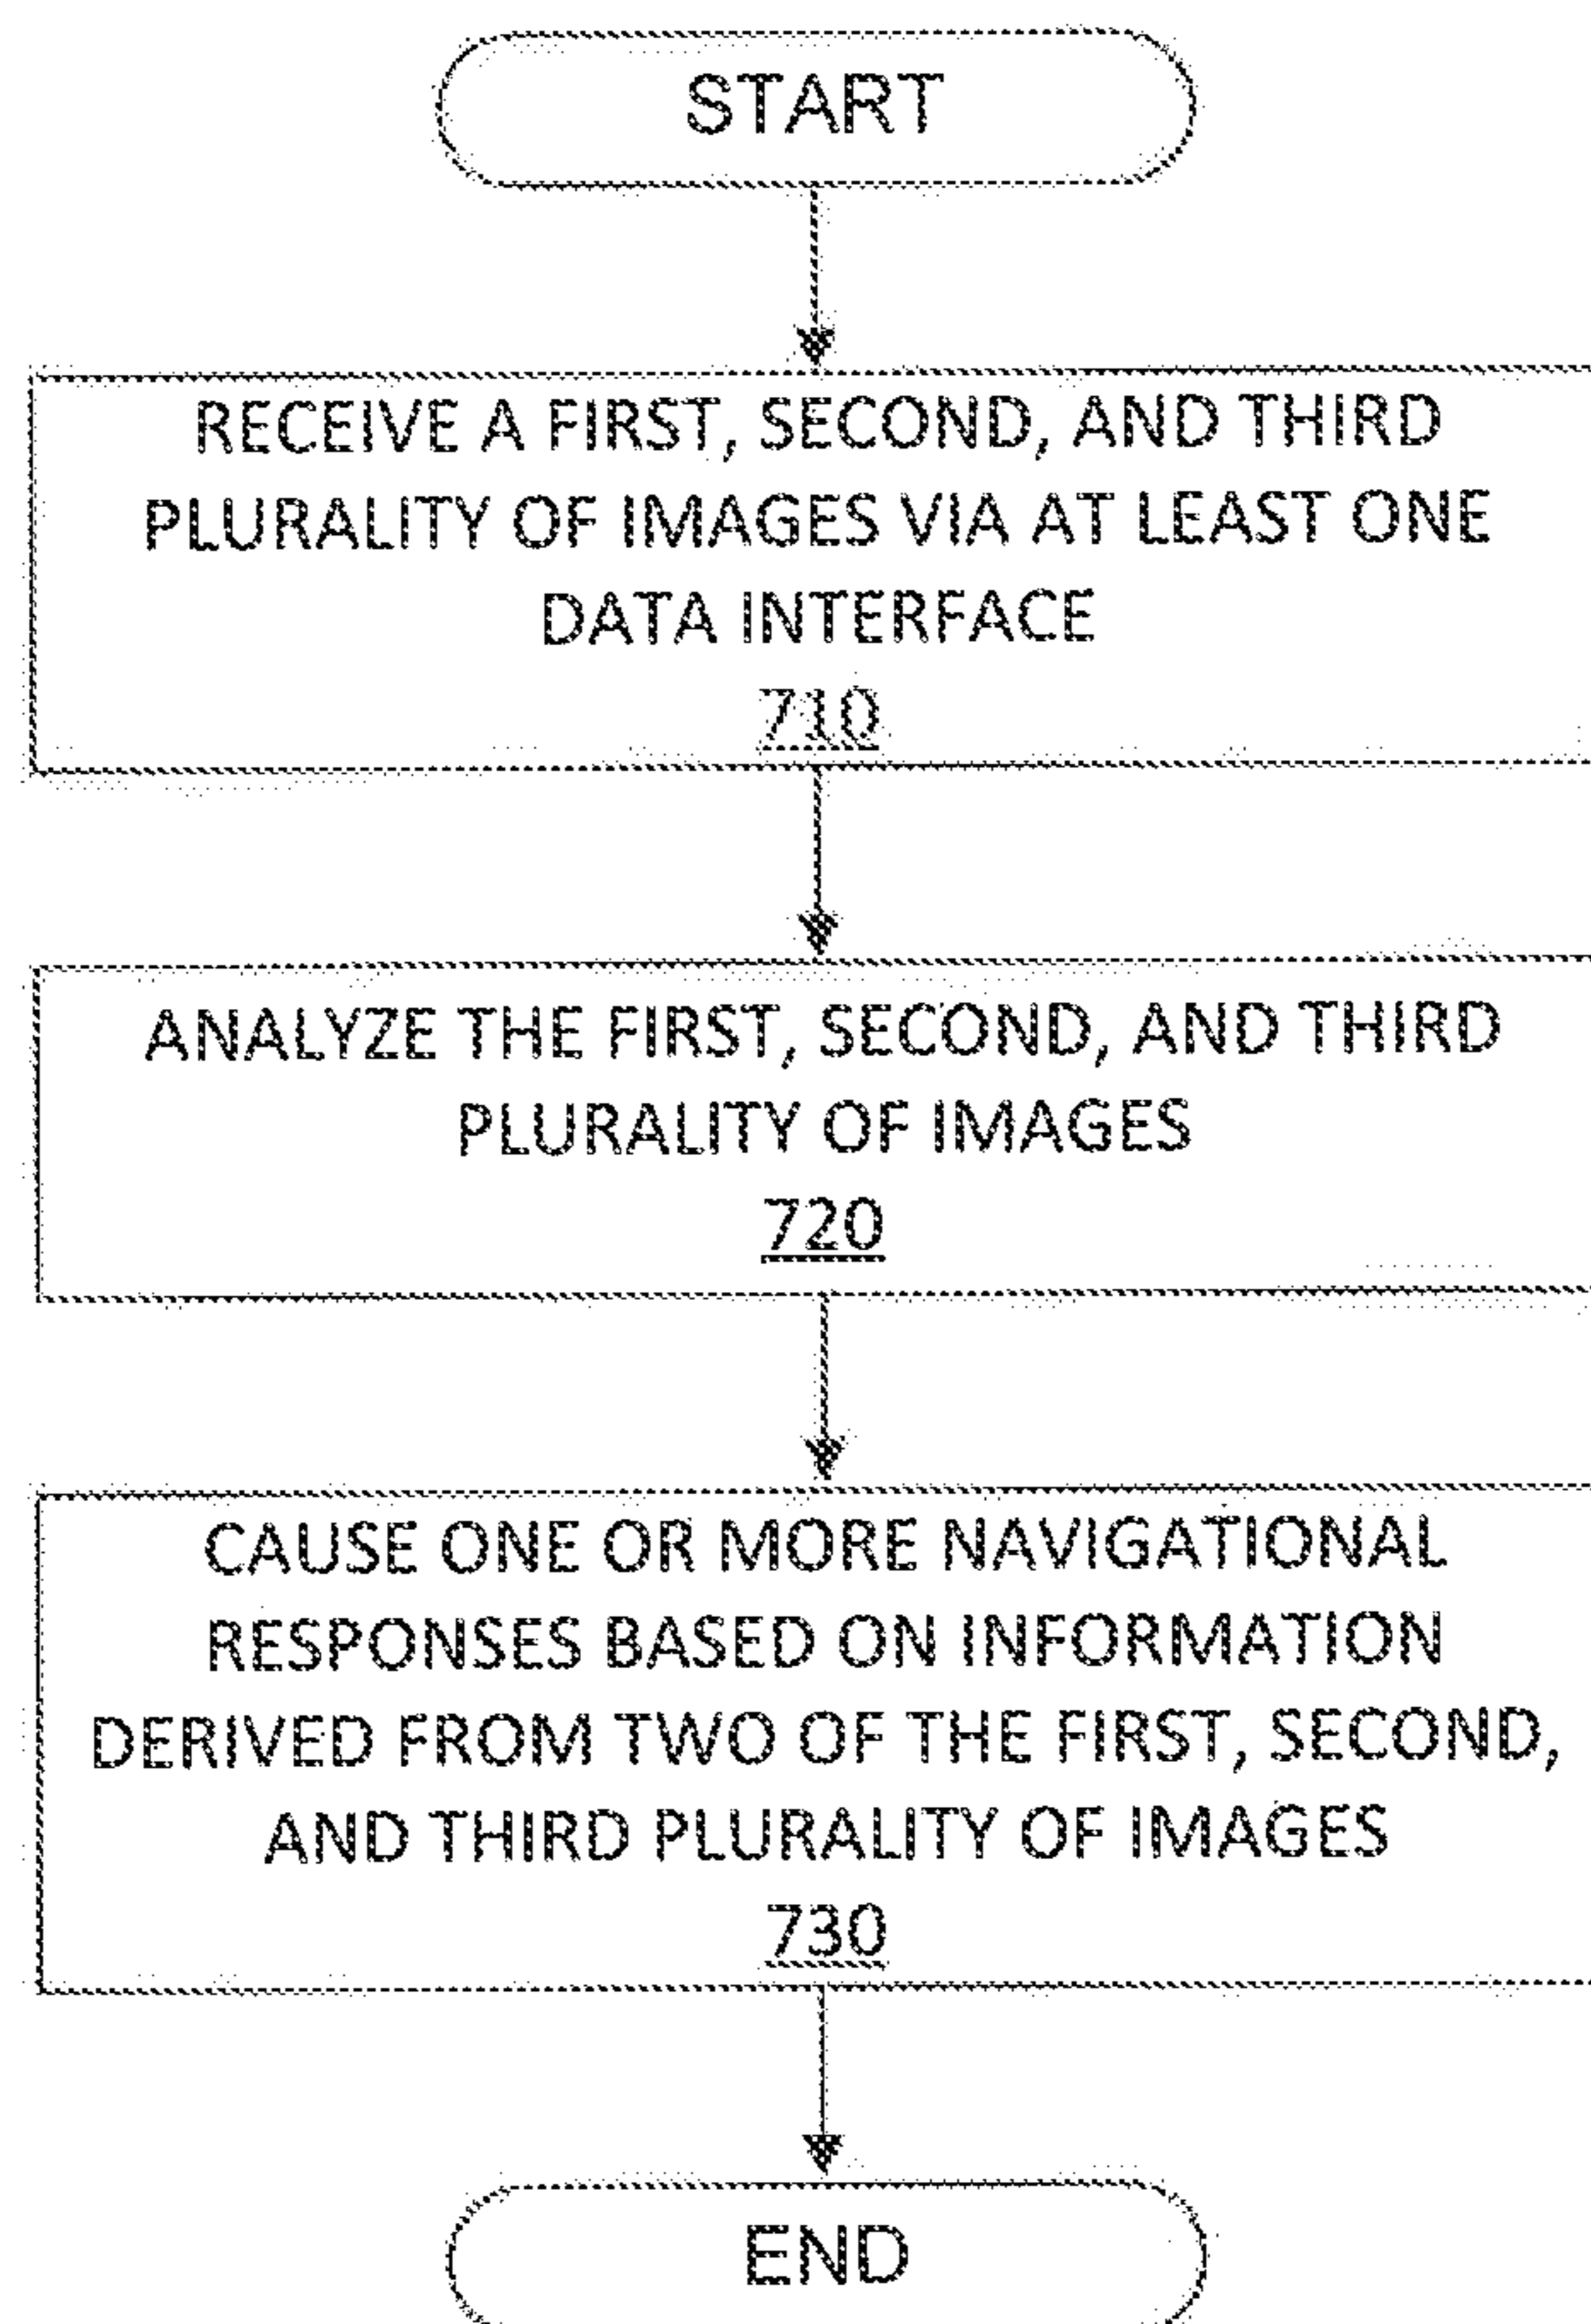 START
RECEIVE A FIRST, SECOND, AND THIRD
PLURALITY OF IMAGES VIA AT LEAST ONE
DATA INTERFACE
710
ANALYZE THE FIRST, SECOND, AND THIRD
PLURALITY OF IMAGES
720
CAUSE ONE OR MORE NAVIGATIONAL
RESPONSES BASED ON INFORMATION
DERIVED FROM TWO OF THE FIRST, SECOND,
AND THIRD PLURALITY OF IMAGES
730
END